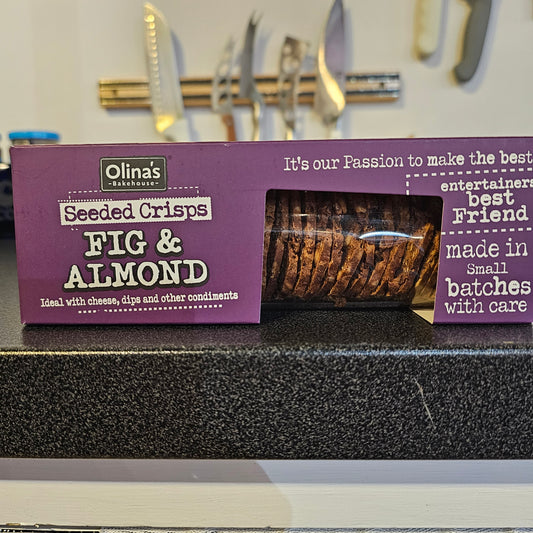 Olina's
Bakehouse
Seeded Crisps
FIG &
ALMOND
Ideal with cheese, dips and other condiments
It's our Passion to make the best
entertainers
best
Friend
made in
Small
batches
with care